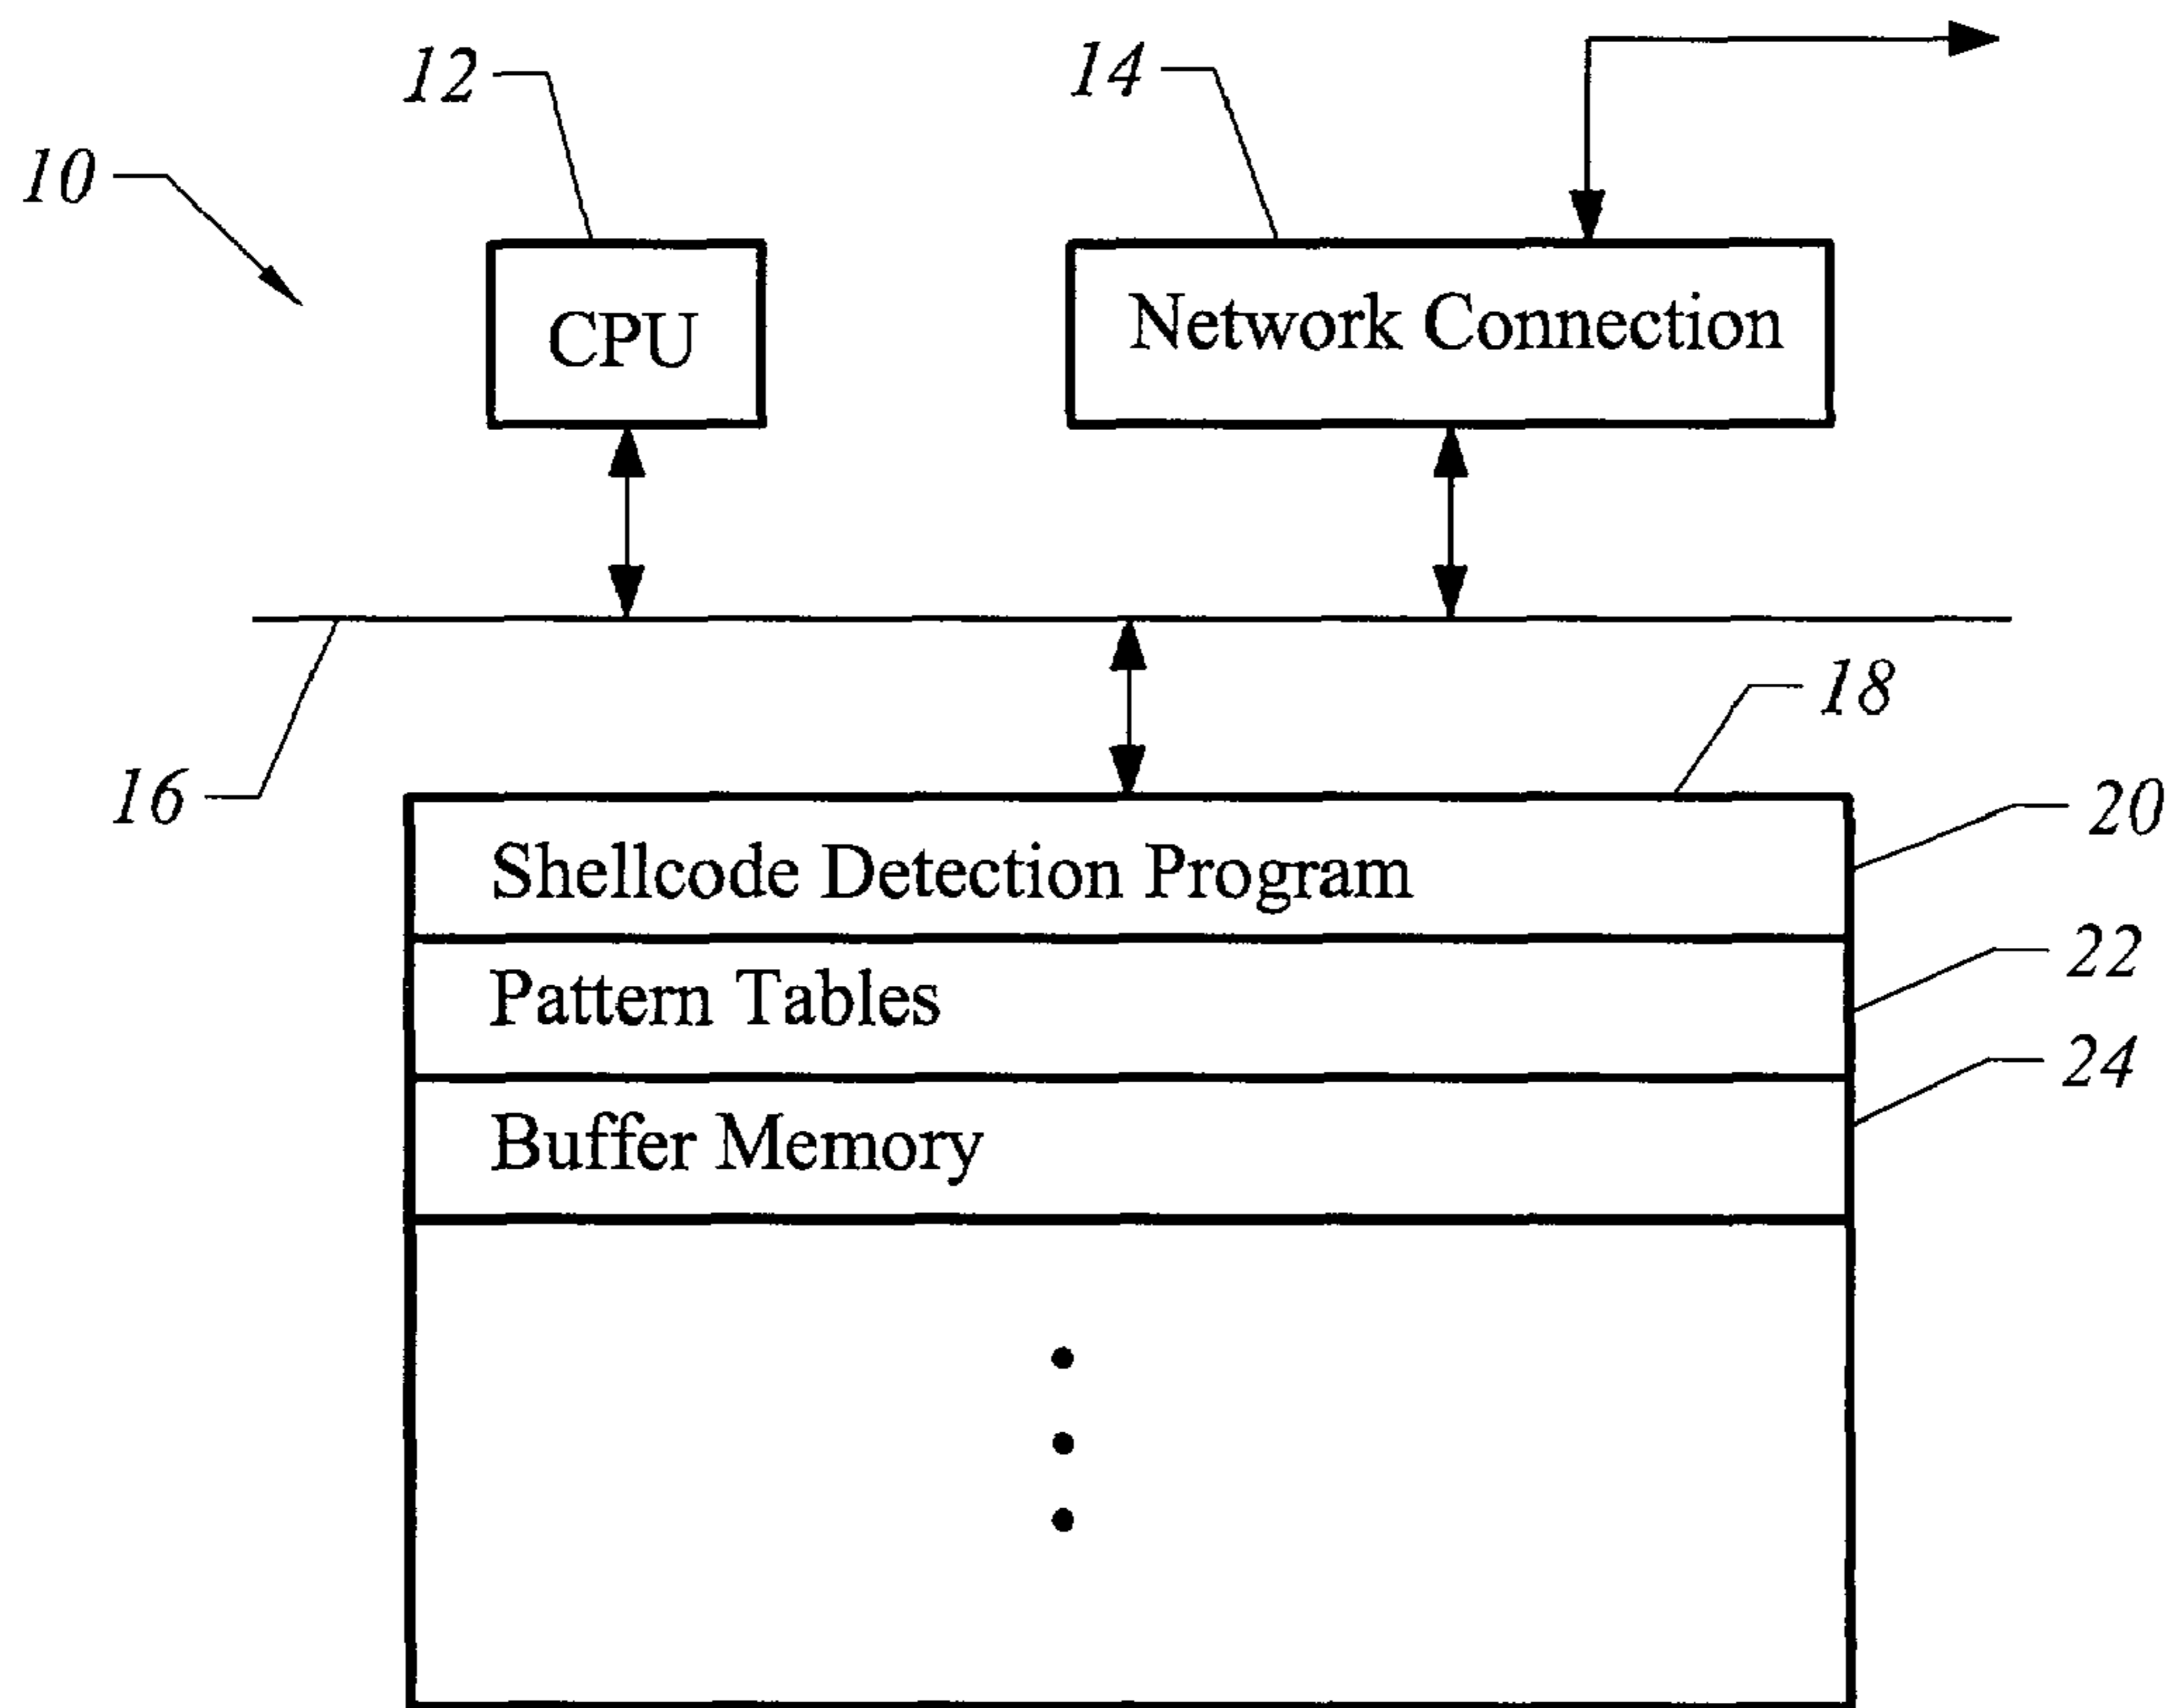 12
14
10
CPU
Network Connection
18
16
20
Shellcode Detection Program
22
Pattern Tables
24
Buffer Memory